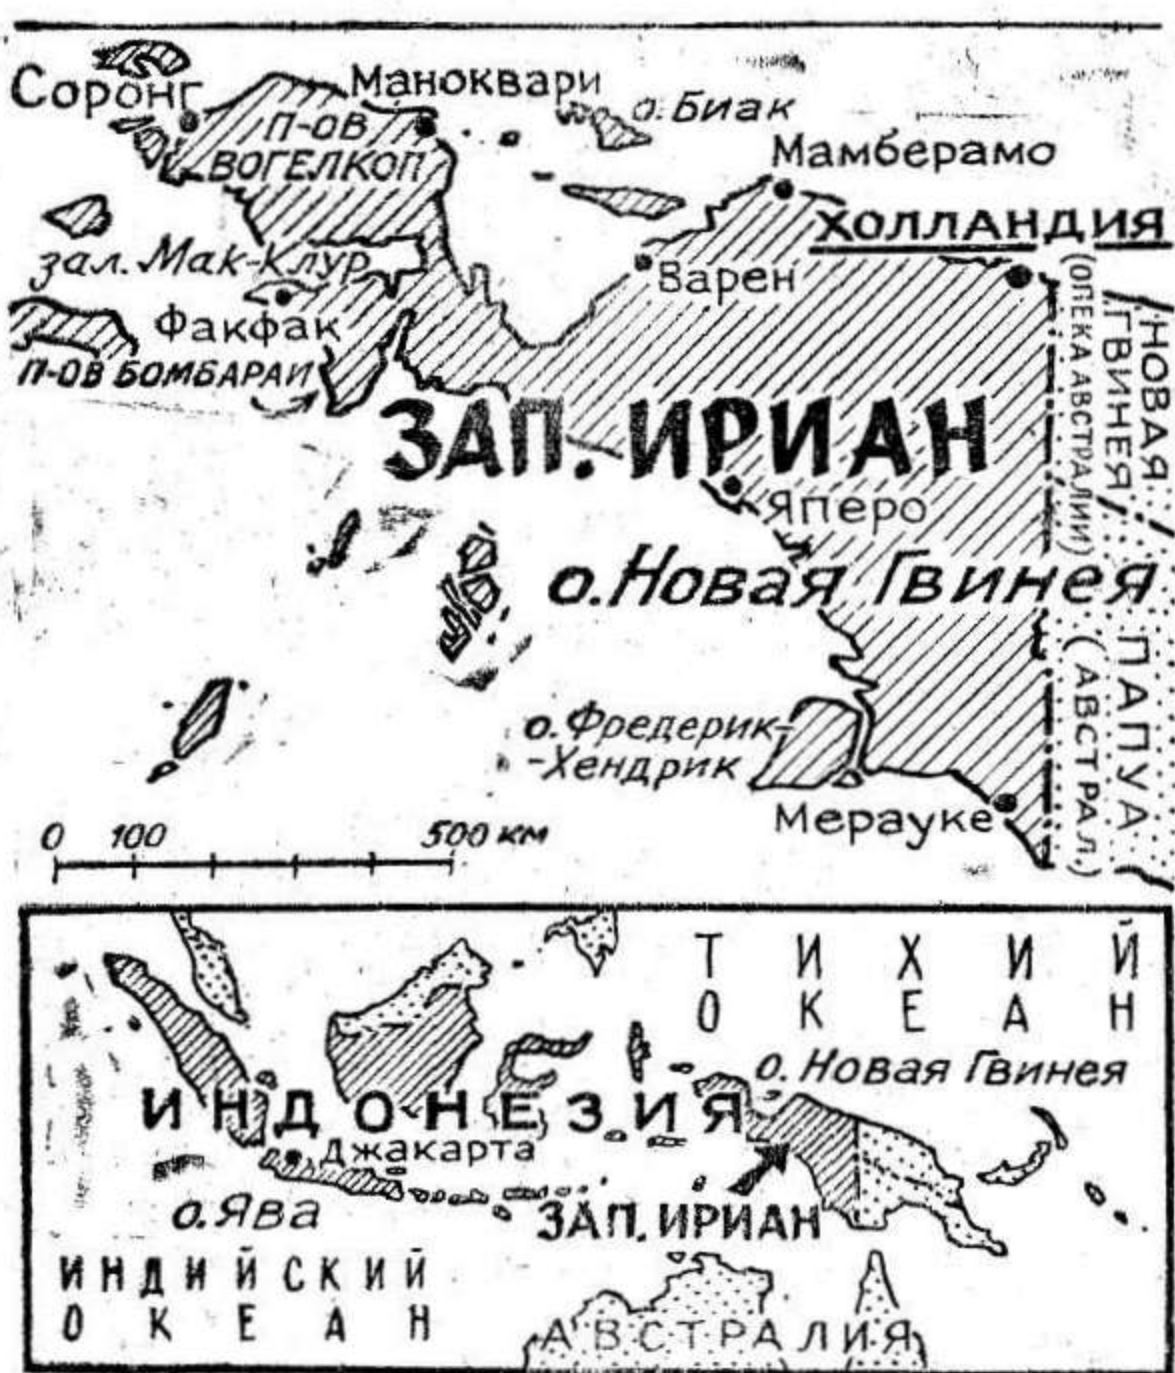 Соронг
Маноквари
о. Биак
П-ОВ
ВОГЕЛКОП
Мамберамо
ХОЛЛАНДИЯ
зал. Мак-Клур
Варен
Факфак
П-ОВ БОМБАРАИ
ЗАП. ИРИАН
НОВАЯ
ГВИНЕЯ
(ОПЕКА АВСТРАЛИИ)
Яперо
о. Новая Гвинея
ПАПУА
(АВСТРАЛ.)
о. Фредерик-
-Хендрик
Мерауке
0 100 500 км
ТИХИЙ
ОКЕАН
о. Новая Гвинея
ИНДОНЕЗИЯ
Джакарта
о. Ява
ЗАП. ИРИАН
ИНДИЙСКИЙ
ОКЕАН
АВСТРАЛИЯ